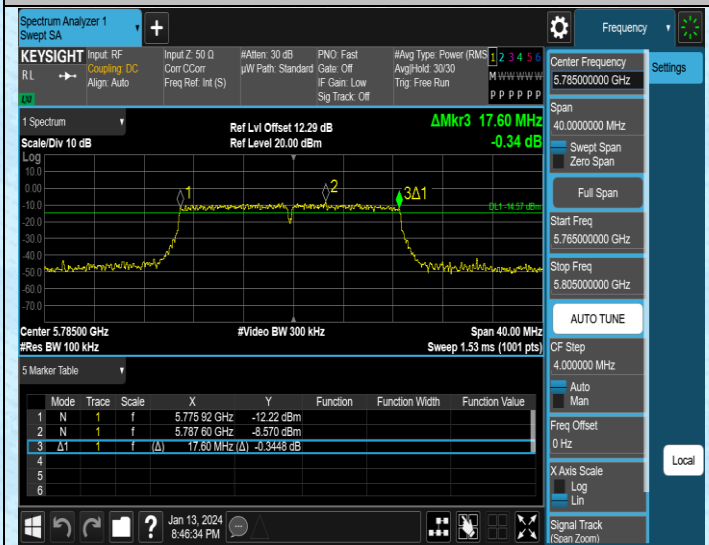 Spectrum Analyzer 1
Swept SA
+
Frequency
KEYSIGHT
RL
LXI
Input: RF
Coupling: DC
Align: Auto
Input Z: 50 Ω
Corr CCorr
Freq Ref: Int (S)
#Atten: 30 dB
µW Path: Standard
PNO: Fast
Gate: Off
IF Gain: Low
Sig Track: Off
#Avg Type: Power (RMS
Avg|Hold: 30/30
Trig: Free Run
1 2 3 4 5 6
M W W W W W
P P P P P P
1 Spectrum
Scale/Div 10 dB
Ref Lvl Offset 12.29 dB
Ref Level 20.00 dBm
ΔMkr3 17.60 MHz
-0.34 dB
Log
10.0
0.00
-10.0
-20.0
-30.0
-40.0
-50.0
-60.0
-70.0
1
2
3Δ1
DL1 -14.57 dBm
Center 5.78500 GHz
#Res BW 100 kHz
#Video BW 300 kHz
Span 40.00 MHz
Sweep 1.53 ms (1001 pts)
5 Marker Table
Mode Trace Scale X Y Function Function Width Function Value
1 N 1 f 5.775 92 GHz -12.22 dBm
2 N 1 f 5.787 60 GHz -8.570 dBm
3 Δ1 1 f (Δ) 17.60 MHz (Δ) -0.3448 dB
4
5
6
?
Jan 13, 2024
8:46:34 PM
Center Frequency
5.785000000 GHz
Span
40.0000000 MHz
Swept Span
Zero Span
Full Span
Start Freq
5.765000000 GHz
Stop Freq
5.805000000 GHz
AUTO TUNE
CF Step
4.000000 MHz
Auto
Man
Freq Offset
0 Hz
X Axis Scale
Log
Lin
Signal Track
(Span Zoom)
Settings
Local